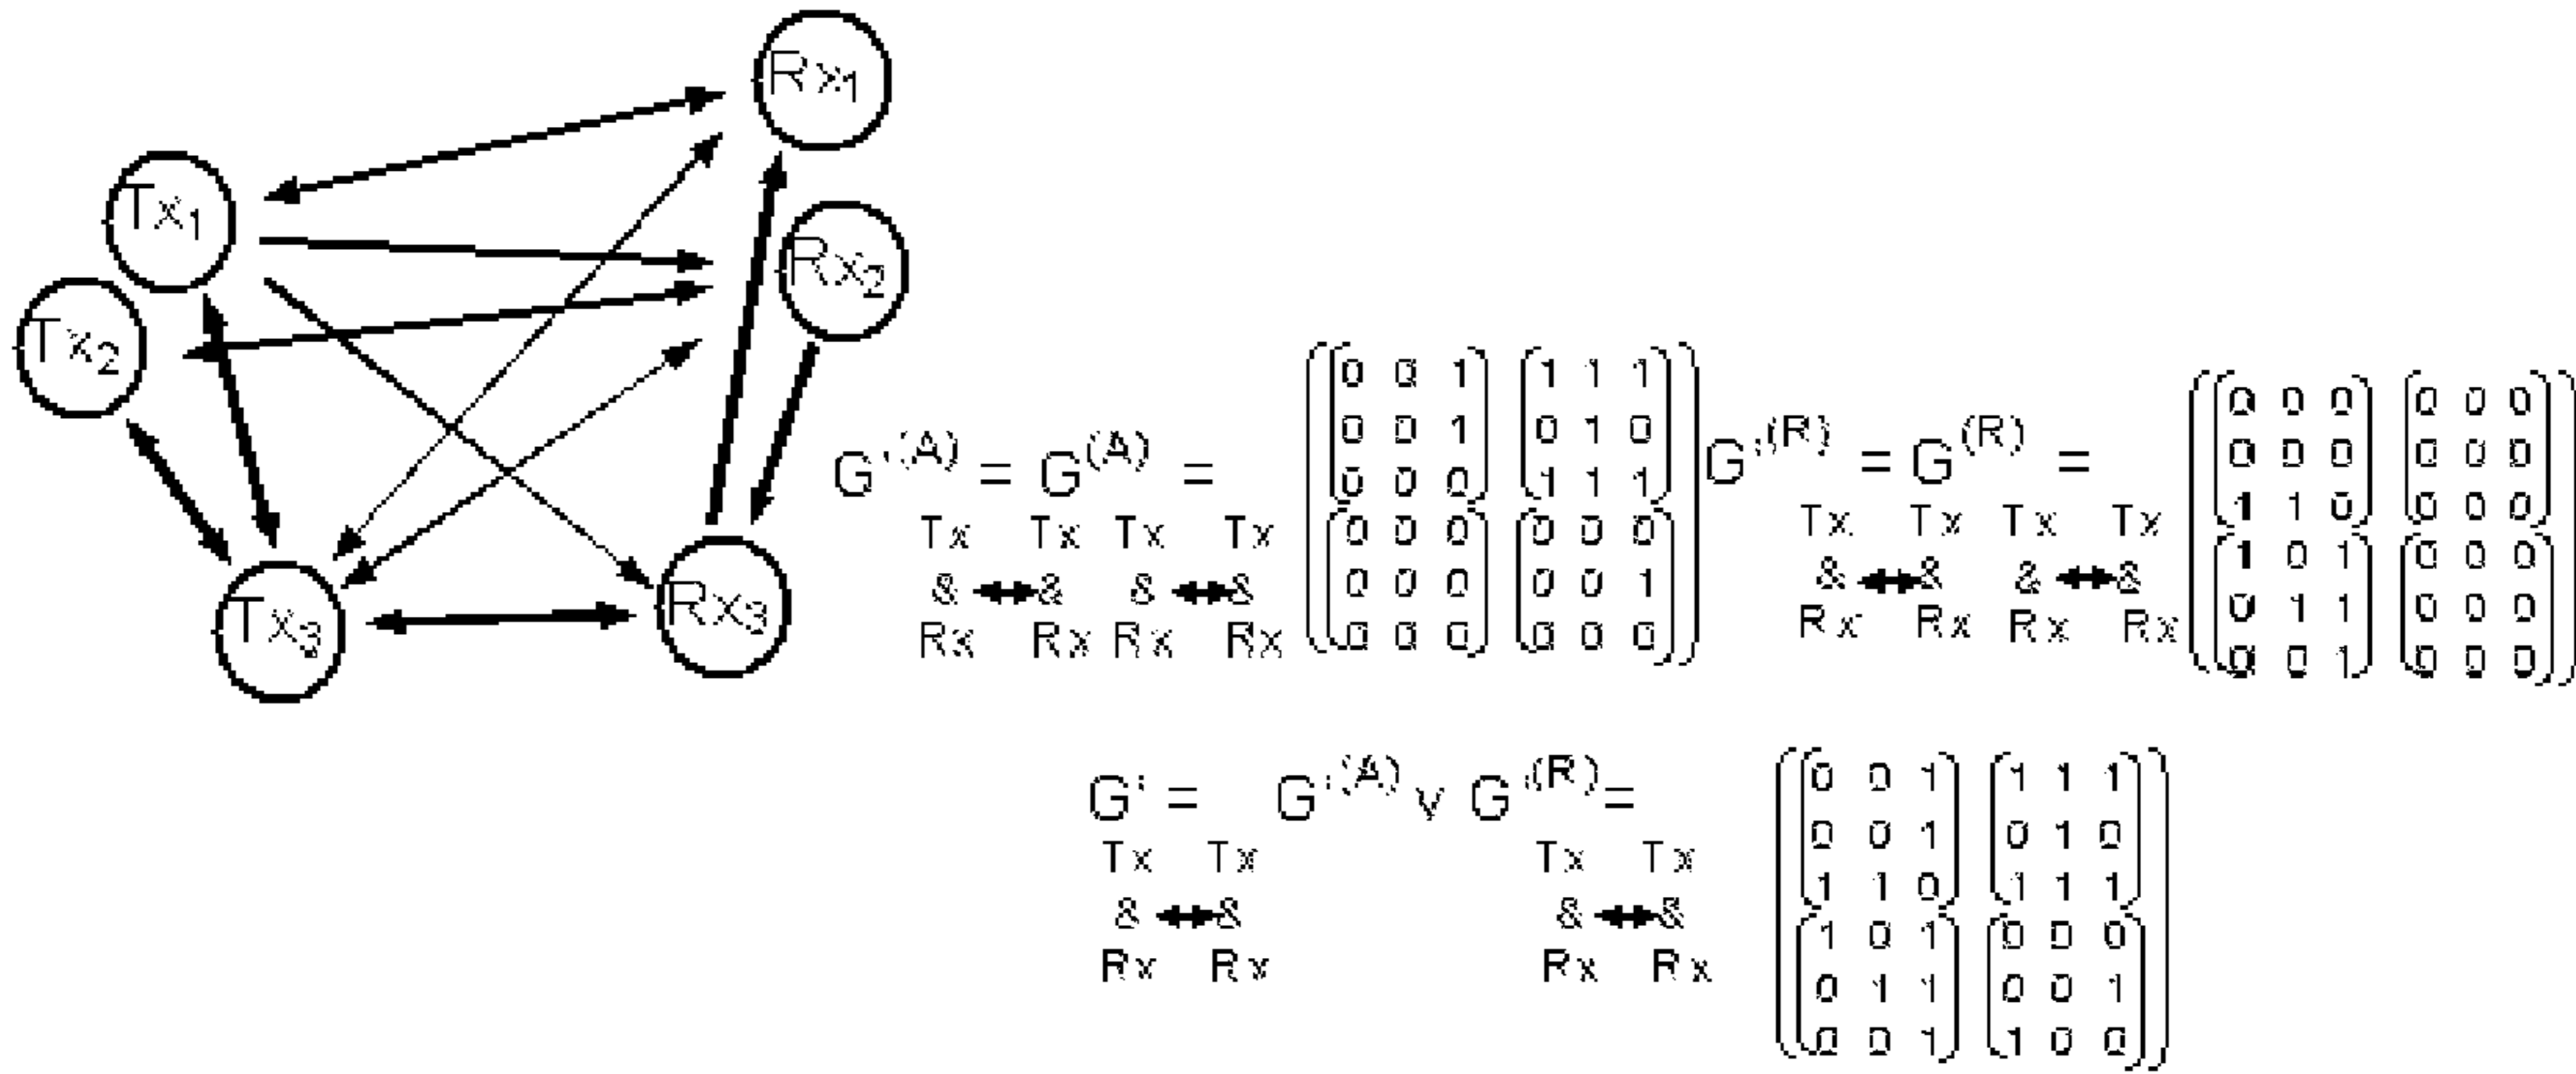 Rx₁
Tx₁
Rx₂
Tx₂
Tx₃
Rx₃
G'⁽ᴬ⁾ = G⁽ᴬ⁾ =
Tx Tx Tx Tx
& & & &
Rx Rx Rx Rx
0 0 1 1 1 1
0 0 1 0 1 0
0 0 0 1 1 1
0 0 0 0 0 0
0 0 0 0 0 1
0 0 0 0 0 0
G'⁽ᴿ⁾ = G⁽ᴿ⁾ =
Tx Tx Tx Tx
& & & &
Rx Rx Rx Rx
0 0 0 0 0 0
0 0 0 0 0 0
1 1 0 0 0 0
1 0 1 0 0 0
0 1 1 0 0 0
0 0 1 0 0 0
G' = G'⁽ᴬ⁾ v G'⁽ᴿ⁾ =
Tx Tx Tx Tx
& & & &
Rx Rx Rx Rx
0 0 1 1 1 1
0 0 1 0 1 0
1 1 0 1 1 1
1 0 1 0 0 0
0 1 1 0 0 1
0 0 1 1 0 0